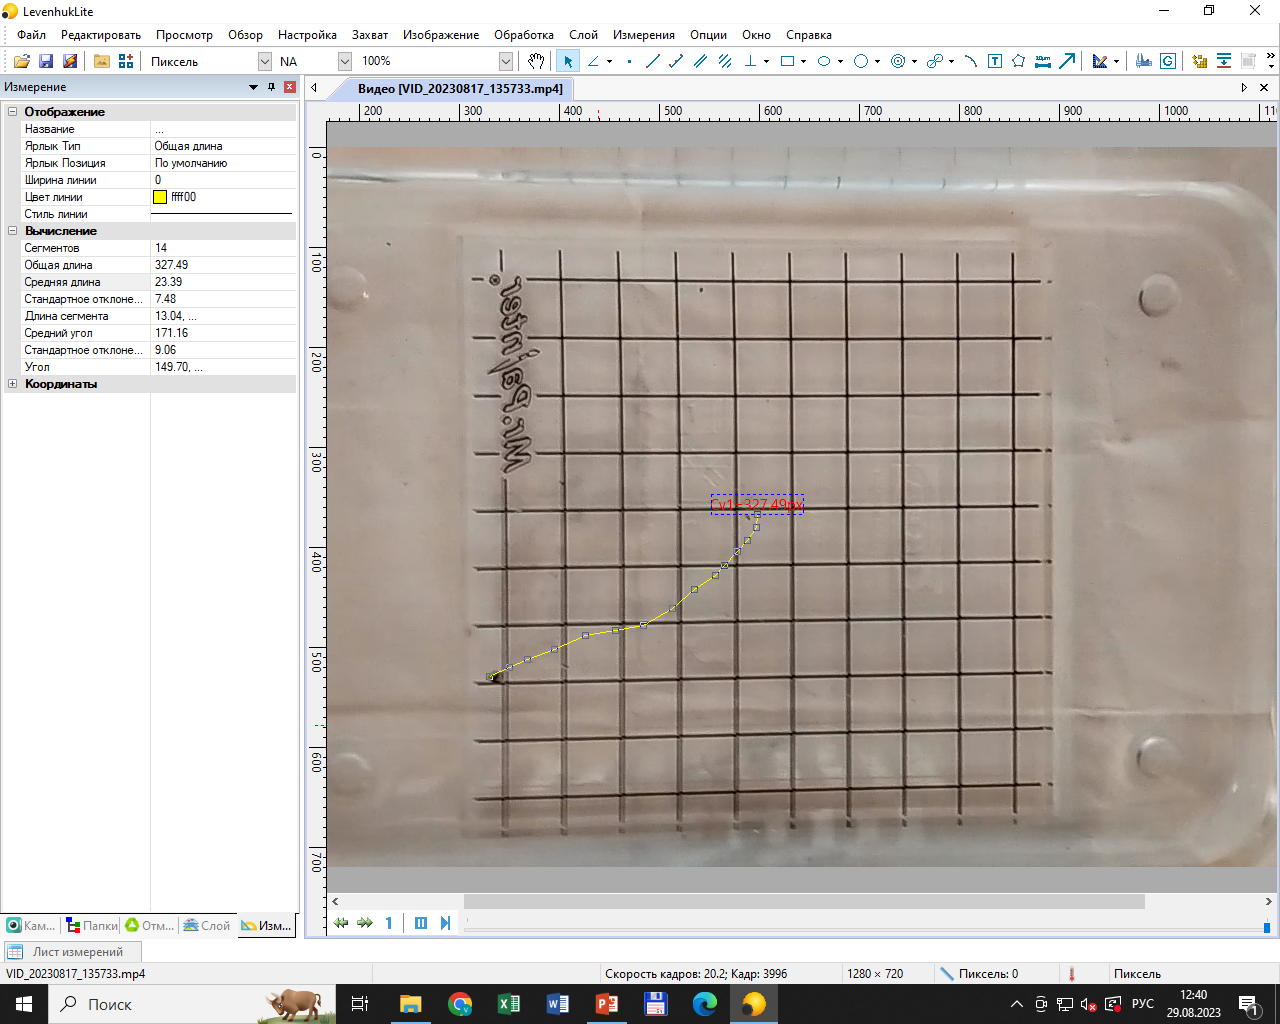 LevenhukLite
Файл Редактировать Просмотр Обзор Настройка Захват Изображение Обработка Слой Измерения Опции Окно Справка
Пиксель NA 100%
Измерение
Видео [VID_20230817_135733.mp4]
Отображение
Название ...
Ярлык Тип Общая длина
Ярлык Позиция По умолчанию
Ширина линии 0
Цвет линии ffff00
Стиль линии
Вычисление
Сегментов 14
Общая длина 327.49
Средняя длина 23.39
Стандартное отклоне... 7.48
Длина сегмента 13.04, ...
Средний угол 171.16
Стандартное отклоне... 9.06
Угол 149.70, ...
Координаты
200 300 400 500 600 700 800 900 1000 110
0
100
200
300
400
500
600
700
Mr. Painter
Cv1=327.49px
1
Кам... Папки Отм... Слой Изм...
Лист измерений
VID_20230817_135733.mp4 Скорость кадров: 20.2; Кадр: 3996 1280 × 720 Пиксель: 0 Пиксель
Поиск
РУС
12:40
29.08.2023
1